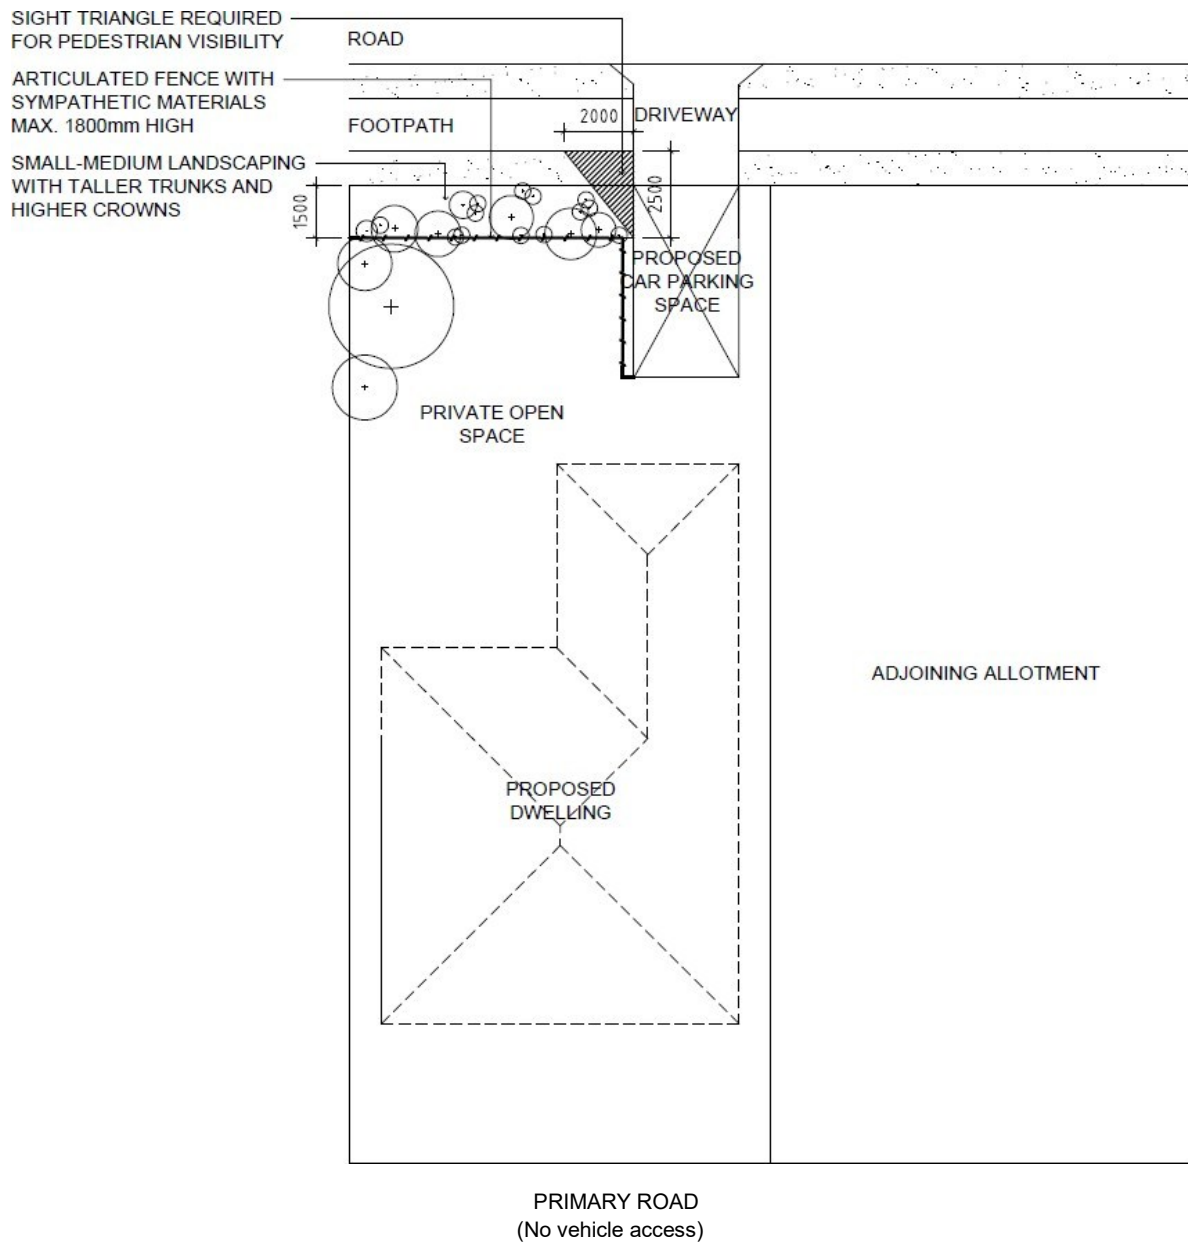 SIGHT TRIANGLE REQUIRED
FOR PEDESTRIAN VISIBILITY
ROAD
ARTICULATED FENCE WITH
SYMPATHETIC MATERIALS
MAX. 1800mm HIGH
2000
DRIVEWAY
FOOTPATH
SMALL-MEDIUM LANDSCAPING
WITH TALLER TRUNKS AND
HIGHER CROWNS
1500
2500
PROPOSED
CAR PARKING
SPACE
PRIVATE OPEN
SPACE
ADJOINING ALLOTMENT
PROPOSED
DWELLING
PRIMARY ROAD
(No vehicle access)